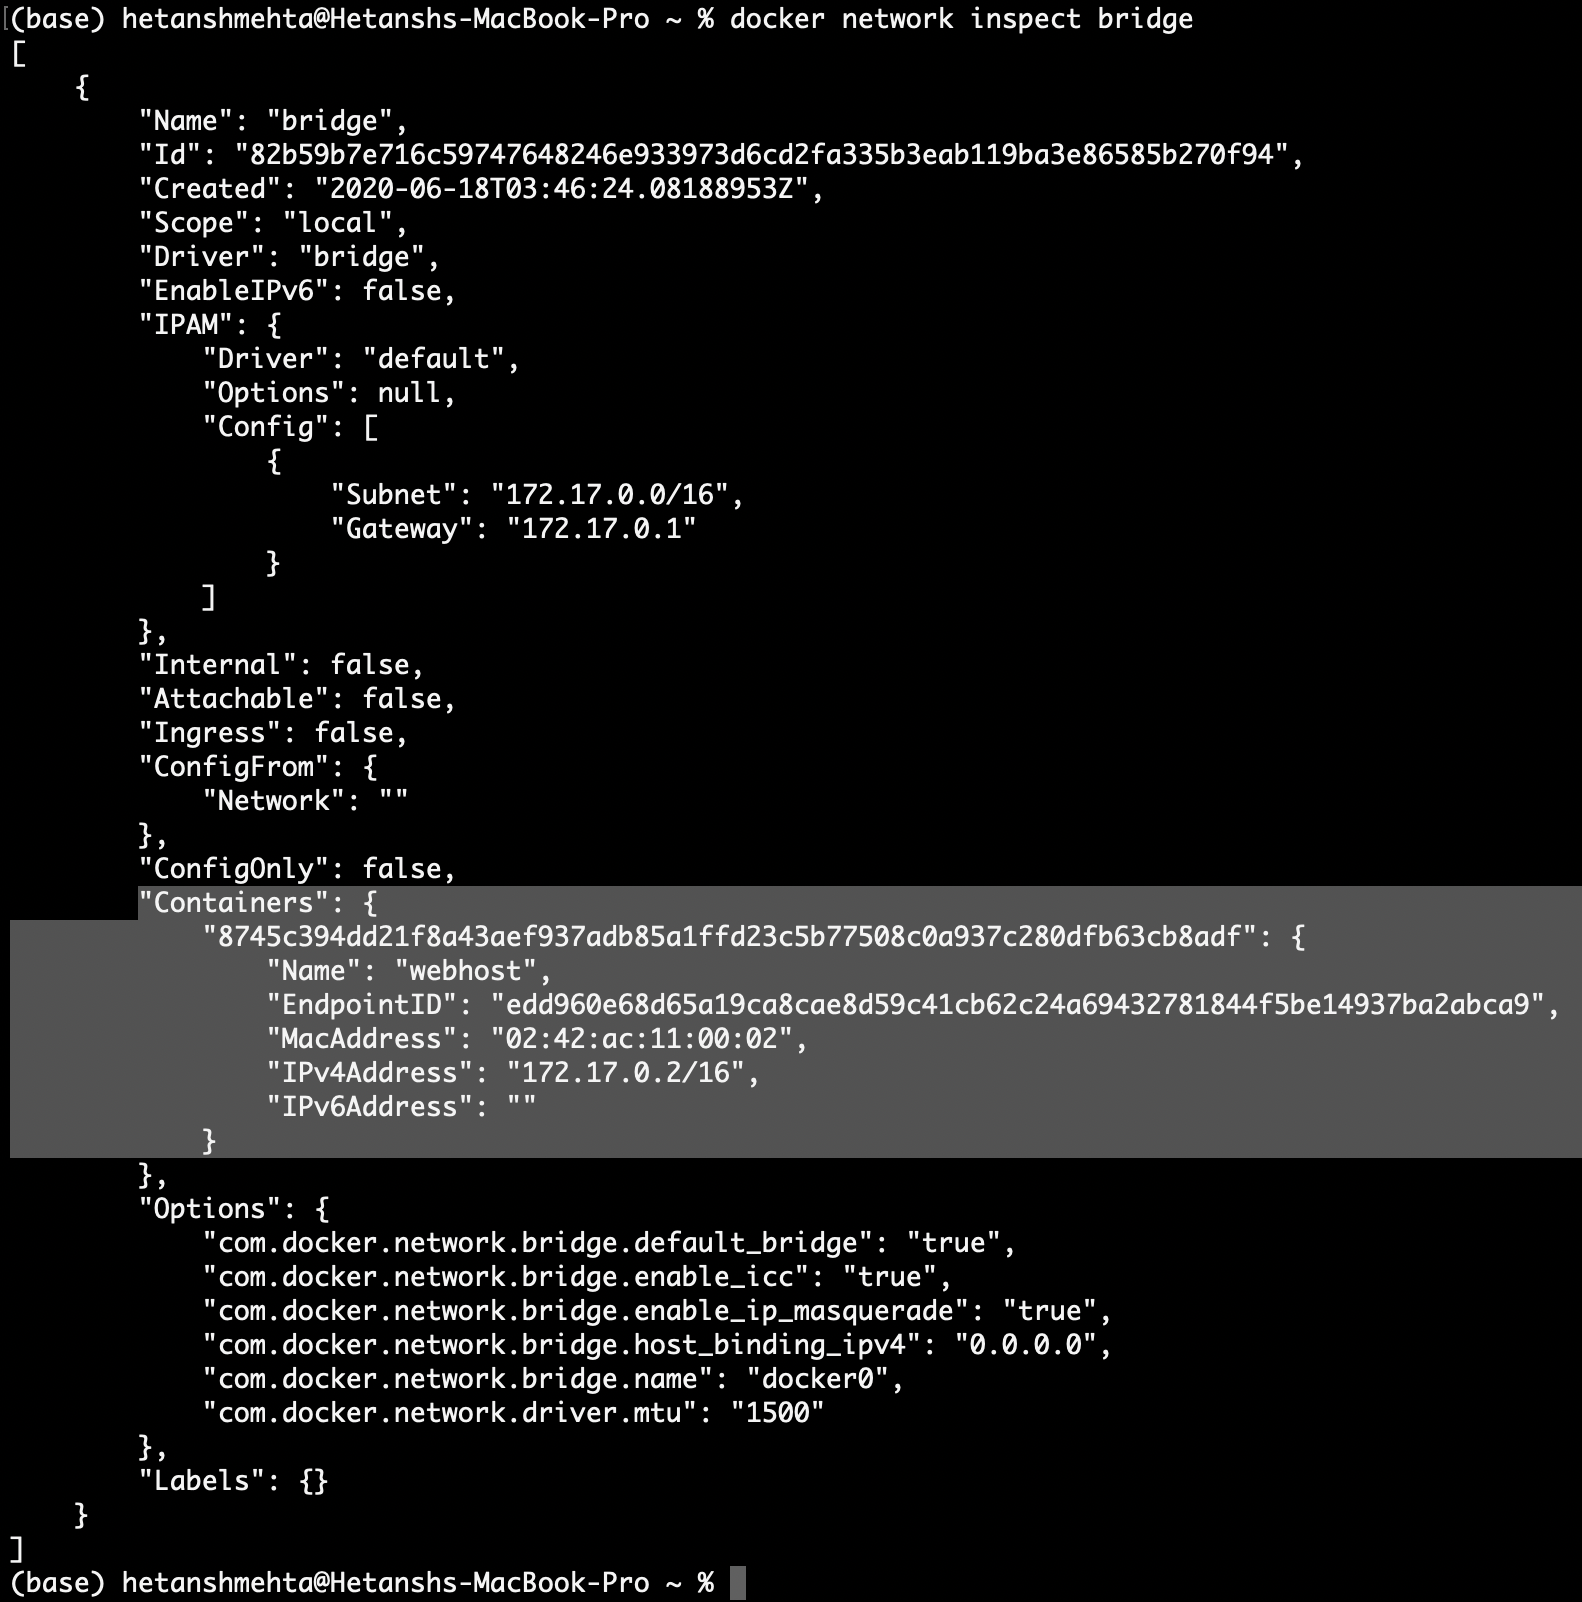 (base) hetanshmehta@Hetanshs-MacBook-Pro ~ % docker network inspect bridge
[
    {
        "Name": "bridge",
        "Id": "82b59b7e716c59747648246e933973d6cd2fa335b3eab119ba3e86585b270f94",
        "Created": "2020-06-18T03:46:24.08188953Z",
        "Scope": "local",
        "Driver": "bridge",
        "EnableIPv6": false,
        "IPAM": {
            "Driver": "default",
            "Options": null,
            "Config": [
                {
                    "Subnet": "172.17.0.0/16",
                    "Gateway": "172.17.0.1"
                }
            ]
        },
        "Internal": false,
        "Attachable": false,
        "Ingress": false,
        "ConfigFrom": {
            "Network": ""
        },
        "ConfigOnly": false,
        "Containers": {
            "8745c394dd21f8a43aef937adb85a1ffd23c5b77508c0a937c280dfb63cb8adf": {
                "Name": "webhost",
                "EndpointID": "edd960e68d65a19ca8cae8d59c41cb62c24a69432781844f5be14937ba2abca9",
                "MacAddress": "02:42:ac:11:00:02",
                "IPv4Address": "172.17.0.2/16",
                "IPv6Address": ""
            }
        },
        "Options": {
            "com.docker.network.bridge.default_bridge": "true",
            "com.docker.network.bridge.enable_icc": "true",
            "com.docker.network.bridge.enable_ip_masquerade": "true",
            "com.docker.network.bridge.host_binding_ipv4": "0.0.0.0",
            "com.docker.network.bridge.name": "docker0",
            "com.docker.network.driver.mtu": "1500"
        },
        "Labels": {}
    }
]
(base) hetanshmehta@Hetanshs-MacBook-Pro ~ %